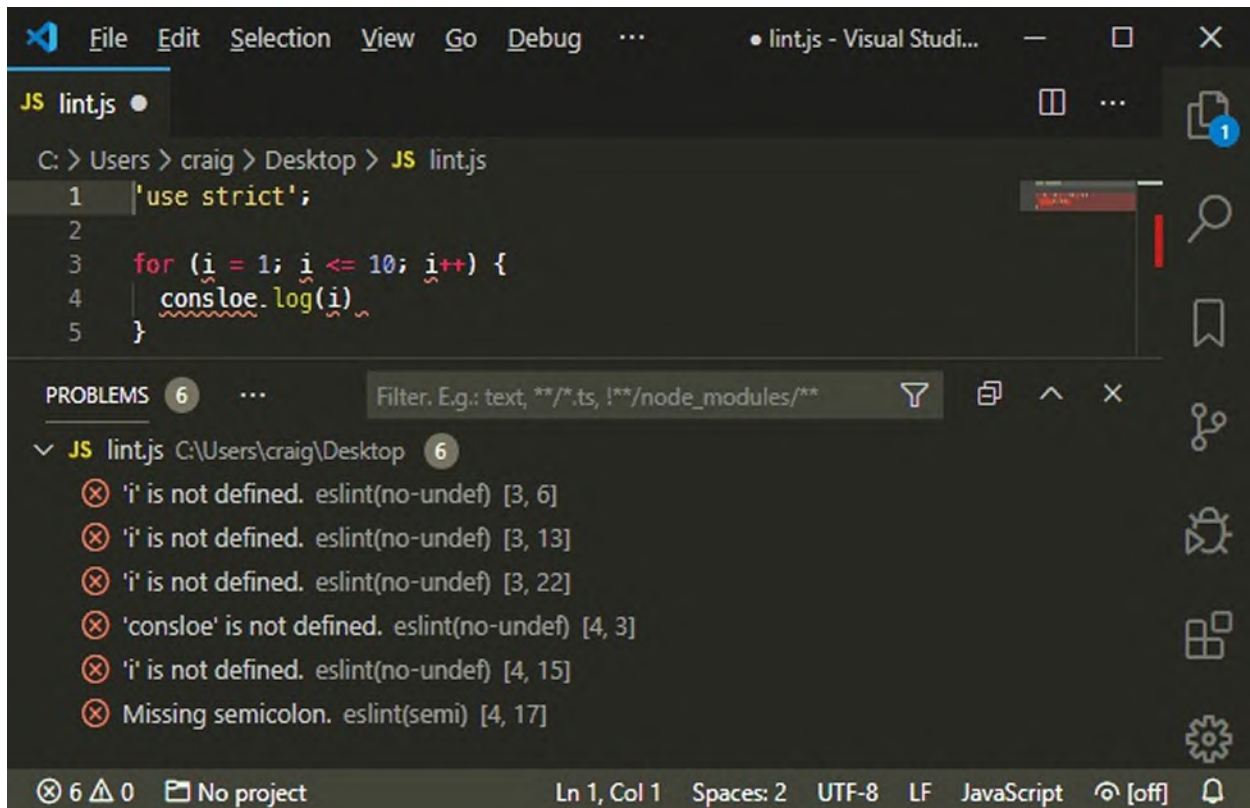 File Edit Selection View Go Debug ··· ● lint.js - Visual Studi...
JS lint.js ●
C: > Users > craig > Desktop > JS lint.js
1 'use strict';
2
3 for (i = 1; i <= 10; i++) {
4 consloe.log(i)
5 }
PROBLEMS 6 ··· Filter. E.g.: text, **/*.ts, !**/node_modules/**
JS lint.js C:\Users\craig\Desktop 6
'i' is not defined. eslint(no-undef) [3, 6]
'i' is not defined. eslint(no-undef) [3, 13]
'i' is not defined. eslint(no-undef) [3, 22]
'consloe' is not defined. eslint(no-undef) [4, 3]
'i' is not defined. eslint(no-undef) [4, 15]
Missing semicolon. eslint(semi) [4, 17]
6 0 No project Ln 1, Col 1 Spaces: 2 UTF-8 LF JavaScript [off]
1